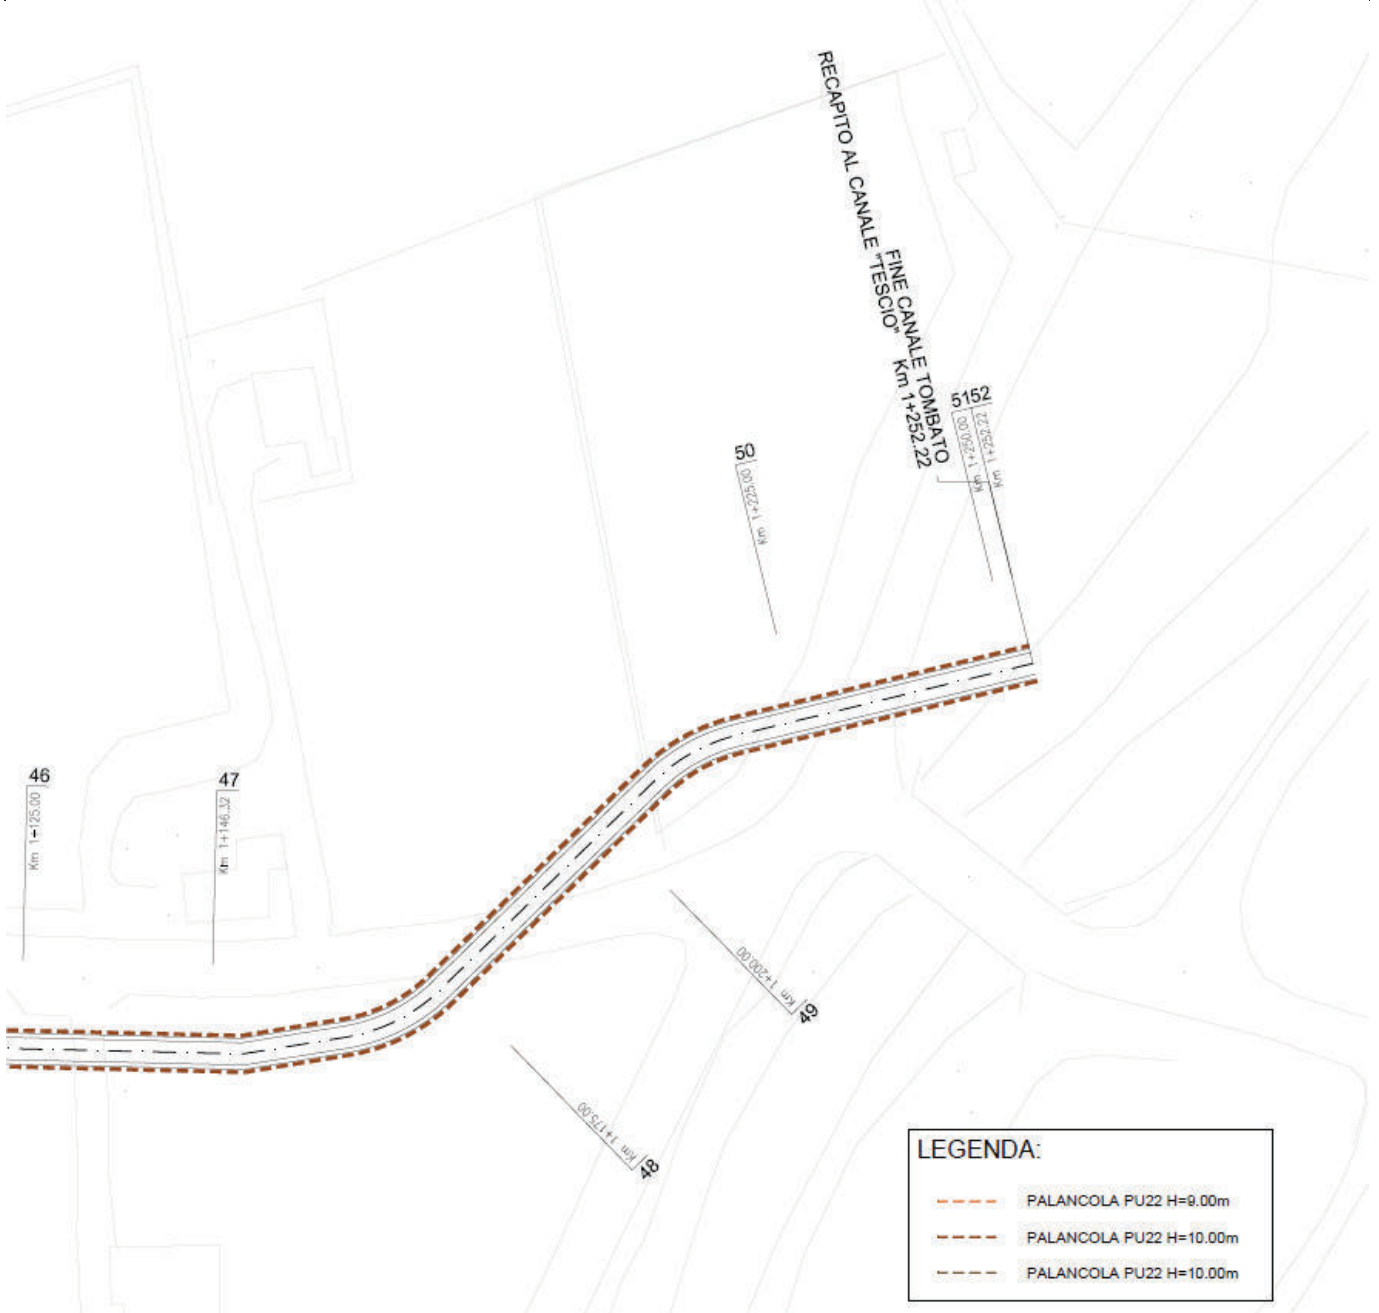 RECAPITO AL CANALE "TESCIO"
FINE CANALE TOMBATO
Km 1+252.22
5152
Km 1+250.00
Km 1+252.22
50
Km 1+225.00
46
Km 1+125.00
47
Km 1+146.32
Km 1+200.00
49
Km 1+175.00
48
LEGENDA:
PALANCOLA PU22 H=9.00m
PALANCOLA PU22 H=10.00m
PALANCOLA PU22 H=10.00m